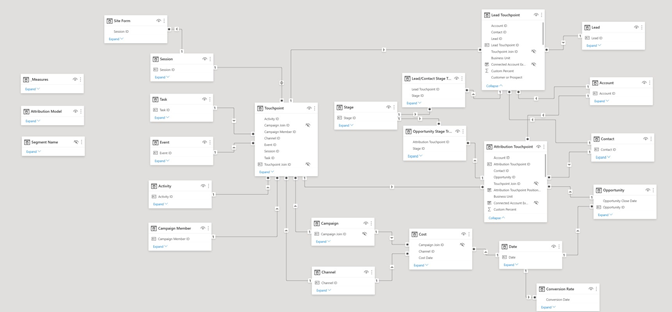 Site Form
Session ID
Expand
Session
Session ID
Expand
.Measures
Expand
Attribution Model
Expand
Segment Name
Expand
Task
Task ID
Expand
Event
Event ID
Expand
Activity
Activity ID
Expand
Campaign Member
Campaign Member ID
Expand
Touchpoint
Activity ID
Campaign Join ID
Campaign Member ID
Channel ID
Event ID
Session ID
Task ID
Touchpoint Join ID
Expand
Stage
Stage ID
Expand
Lead/Contact Stage T...
Lead Touchpoint ID
Stage ID
Expand
Opportunity Stage To...
Attribution Touchpoint ID
Stage ID
Expand
Lead Touchpoint
Account ID
Contact ID
Lead ID
Lead Touchpoint ID
Touchpoint Join ID
Business Unit
Connected Account to...
Custom Percent
Customer to Prospect
Collapse
Lead
Lead ID
Expand
Account
Account ID
Expand
Contact
Contact ID
Expand
Attribution Touchpoint
Account ID
Attribution Touchpoint ID
Contact ID
Opportunity ID
Touchpoint Join ID
Attribution Touchpoint Position...
Business Unit
Connected Account to...
Custom Percent
Collapse
Opportunity
Opportunity Close Date
Opportunity ID
Expand
Campaign
Campaign Join ID
Expand
Channel
Channel ID
Expand
Cost
Campaign Join ID
Channel ID
Cost Date
Expand
Date
Date
Expand
Conversion Rate
Conversion Date
Expand